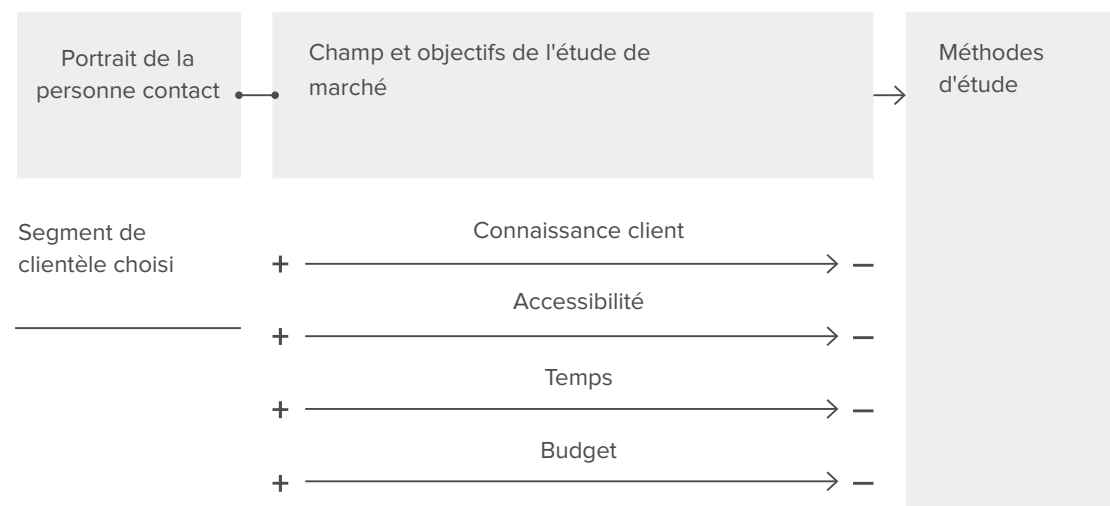 Portrait de la
personne contact
Champ et objectifs de l'étude de
marché
Méthodes
d'étude
Segment de
clientèle choisi
Connaissance client
+ –
Accessibilité
+ –
Temps
+ –
Budget
+ –